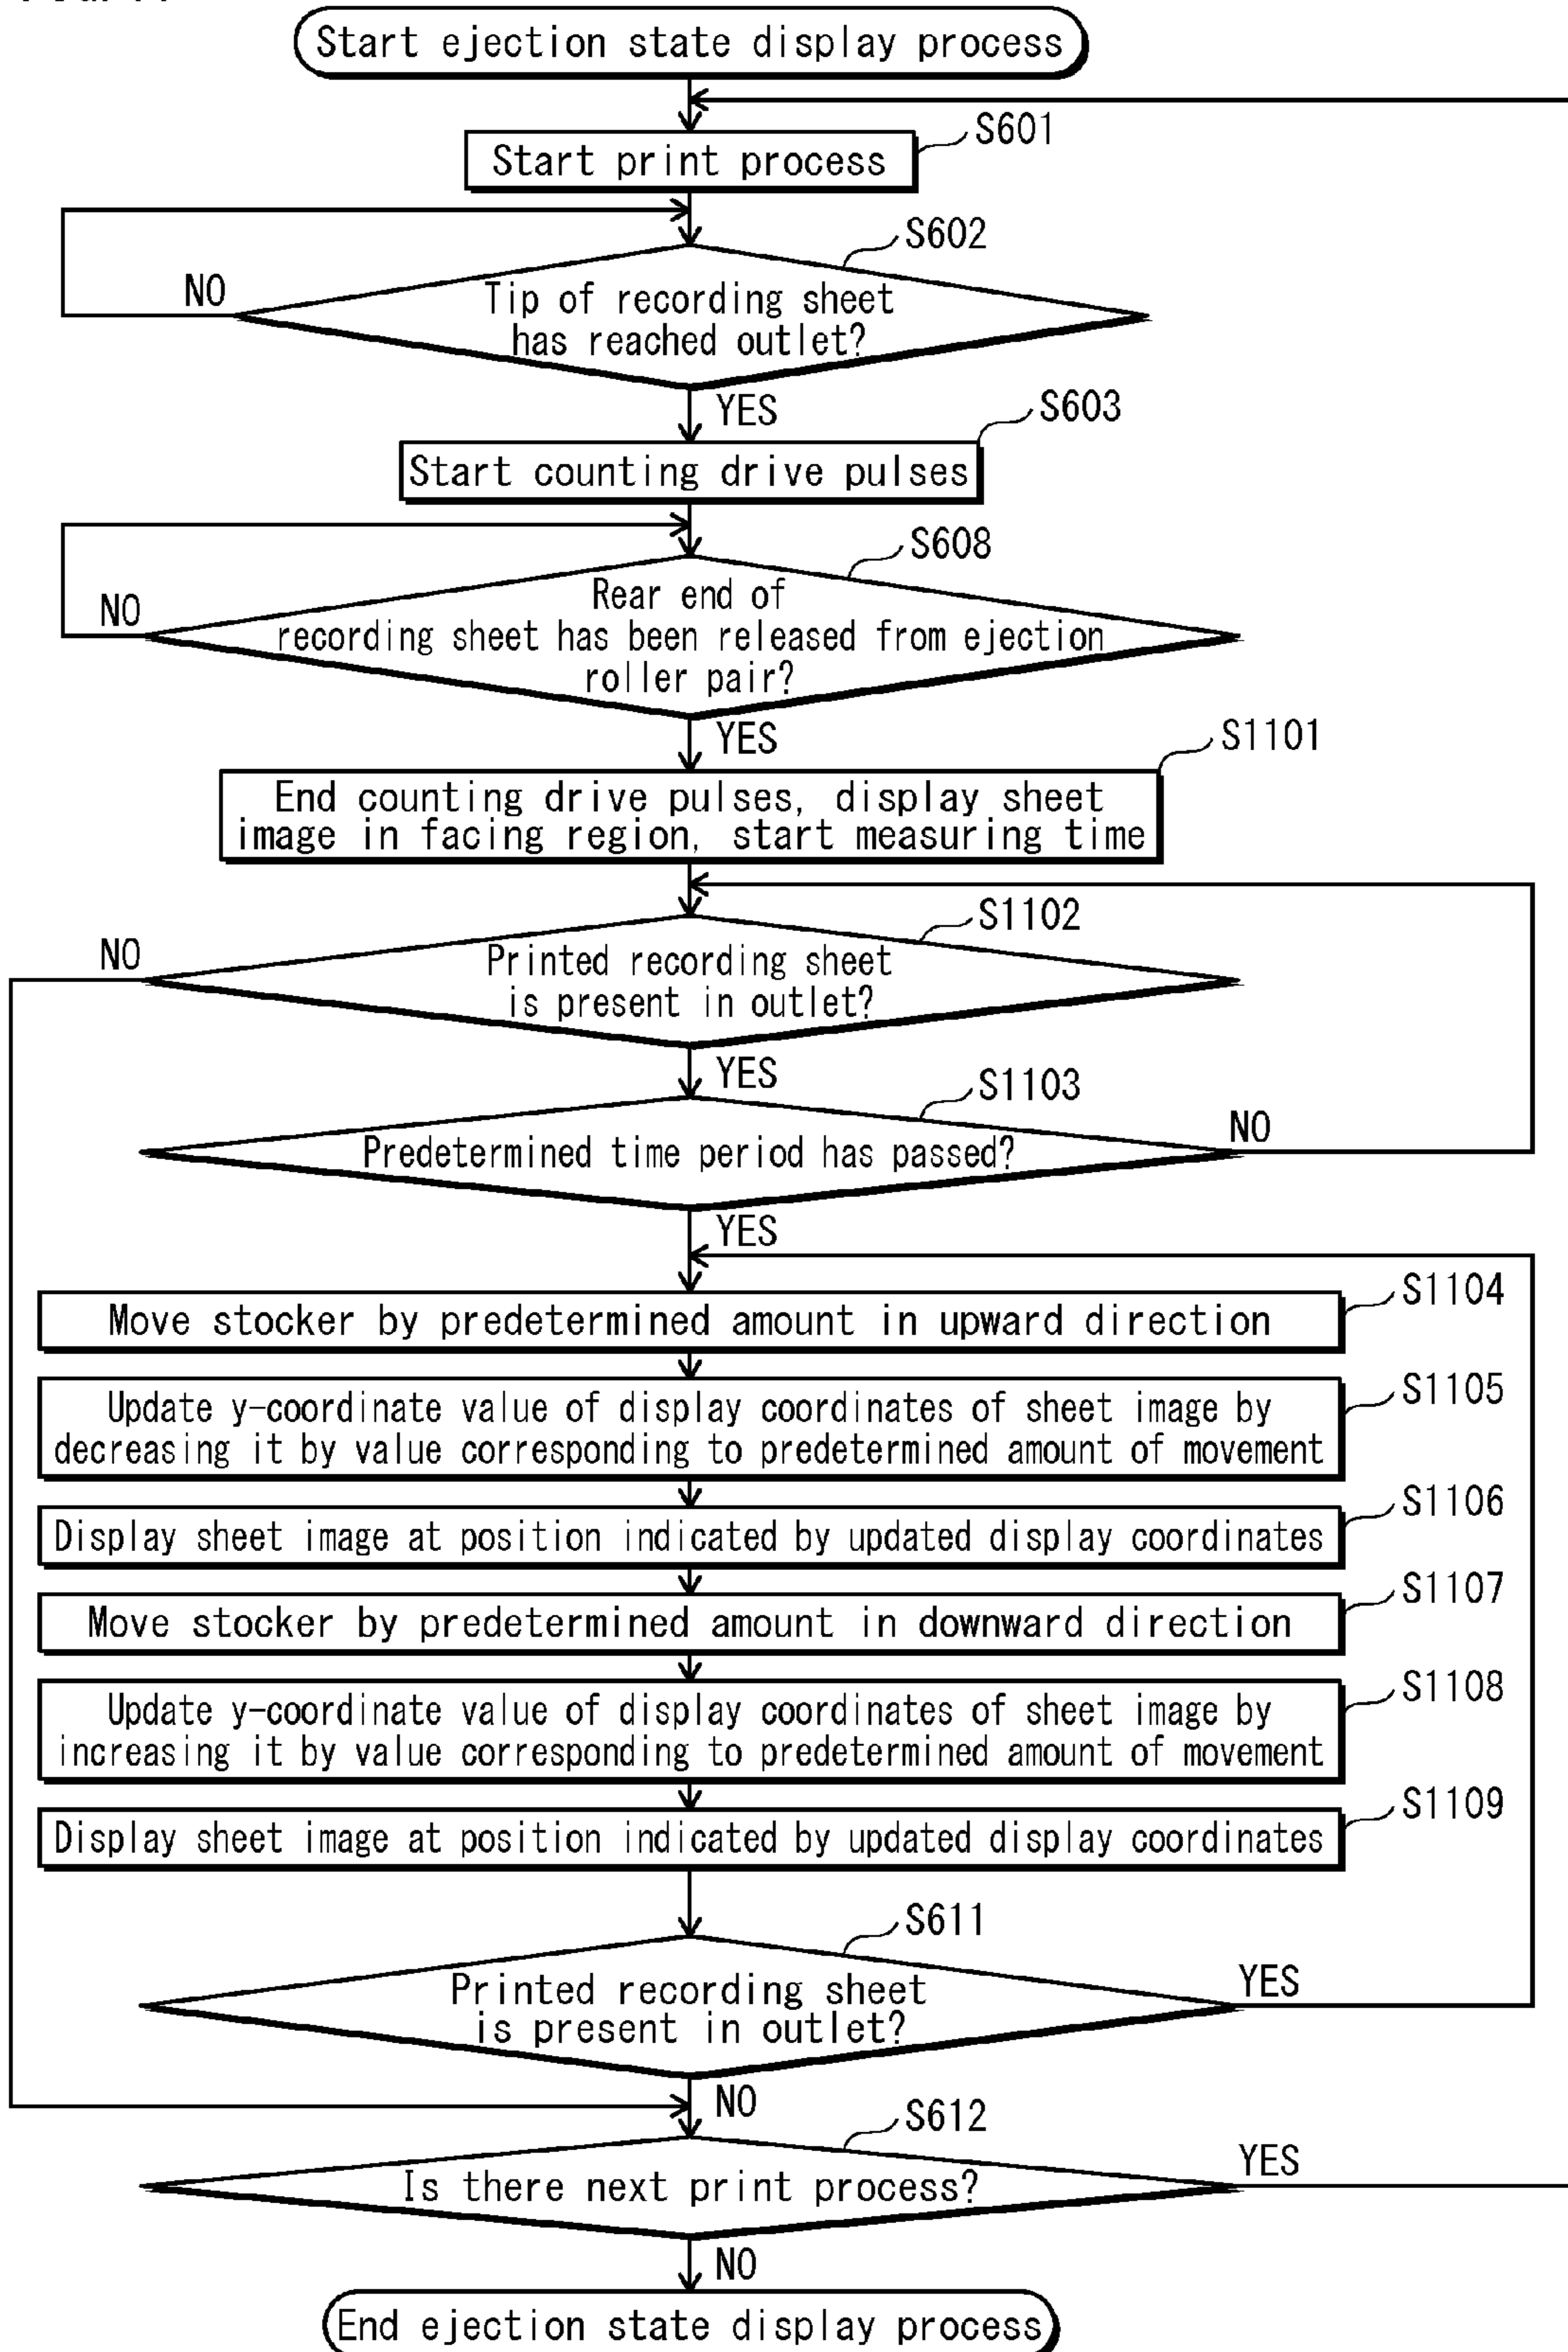 Start ejection state display process
S601
Start print process
S602
NO
Tip of recording sheet
has reached outlet?
YES
S603
Start counting drive pulses
S608
NO
Rear end of
recording sheet has been released from ejection
roller pair?
YES
S1101
End counting drive pulses, display sheet
image in facing region, start measuring time
S1102
NO
Printed recording sheet
is present in outlet?
YES
S1103
NO
Predetermined time period has passed?
YES
S1104
Move stocker by predetermined amount in upward direction
S1105
Update y-coordinate value of display coordinates of sheet image by
decreasing it by value corresponding to predetermined amount of movement
S1106
Display sheet image at position indicated by updated display coordinates
S1107
Move stocker by predetermined amount in downward direction
S1108
Update y-coordinate value of display coordinates of sheet image by
increasing it by value corresponding to predetermined amount of movement
S1109
Display sheet image at position indicated by updated display coordinates
S611
Printed recording sheet
is present in outlet?
YES
NO
S612
Is there next print process?
YES
NO
End ejection state display process